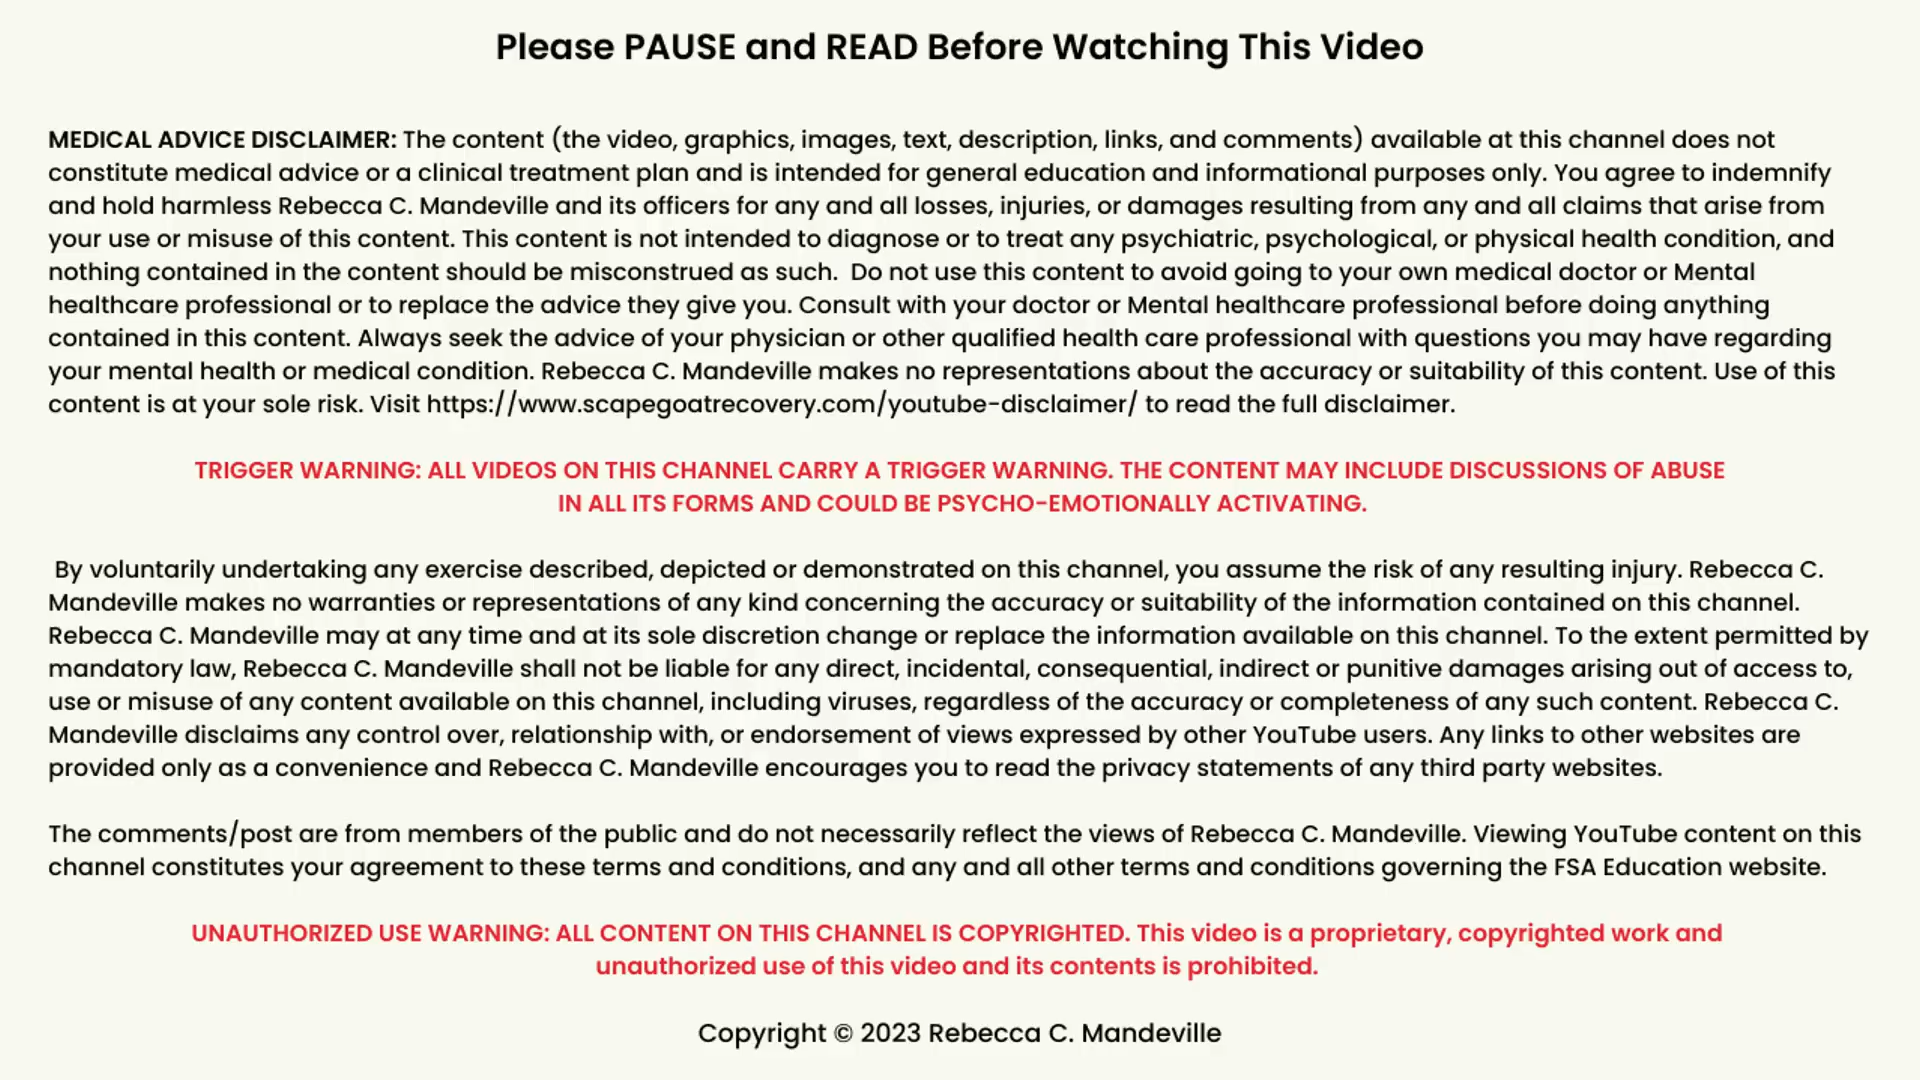 Please PAUSE and READ Before Watching This Video
MEDICAL ADVICE DISCLAIMER: The content (the video, graphics, images, text, description, links, and comments) available at this channel does not
constitute medical advice or a clinical treatment plan and is intended for general education and informational purposes only. You agree to indemnify
and hold harmless Rebecca C. Mandeville and its officers for any and all losses, injuries, or damages resulting from any and all claims that arise from
your use or misuse of this content. This content is not intended to diagnose or to treat any psychiatric, psychological, or physical health condition, and
nothing contained in the content should be misconstrued as such.  Do not use this content to avoid going to your own medical doctor or Mental
healthcare professional or to replace the advice they give you. Consult with your doctor or Mental healthcare professional before doing anything
contained in this content. Always seek the advice of your physician or other qualified health care professional with questions you may have regarding
your mental health or medical condition. Rebecca C. Mandeville makes no representations about the accuracy or suitability of this content. Use of this
content is at your sole risk. Visit https://www.scapegoatrecovery.com/youtube-disclaimer/ to read the full disclaimer.
TRIGGER WARNING: ALL VIDEOS ON THIS CHANNEL CARRY A TRIGGER WARNING. THE CONTENT MAY INCLUDE DISCUSSIONS OF ABUSE
IN ALL ITS FORMS AND COULD BE PSYCHO-EMOTIONALLY ACTIVATING.
By voluntarily undertaking any exercise described, depicted or demonstrated on this channel, you assume the risk of any resulting injury. Rebecca C.
Mandeville makes no warranties or representations of any kind concerning the accuracy or suitability of the information contained on this channel.
Rebecca C. Mandeville may at any time and at its sole discretion change or replace the information available on this channel. To the extent permitted by
mandatory law, Rebecca C. Mandeville shall not be liable for any direct, incidental, consequential, indirect or punitive damages arising out of access to,
use or misuse of any content available on this channel, including viruses, regardless of the accuracy or completeness of any such content. Rebecca C.
Mandeville disclaims any control over, relationship with, or endorsement of views expressed by other YouTube users. Any links to other websites are
provided only as a convenience and Rebecca C. Mandeville encourages you to read the privacy statements of any third party websites.
The comments/post are from members of the public and do not necessarily reflect the views of Rebecca C. Mandeville. Viewing YouTube content on this
channel constitutes your agreement to these terms and conditions, and any and all other terms and conditions governing the FSA Education website.
UNAUTHORIZED USE WARNING: ALL CONTENT ON THIS CHANNEL IS COPYRIGHTED. This video is a proprietary, copyrighted work and
unauthorized use of this video and its contents is prohibited.
Copyright © 2023 Rebecca C. Mandeville